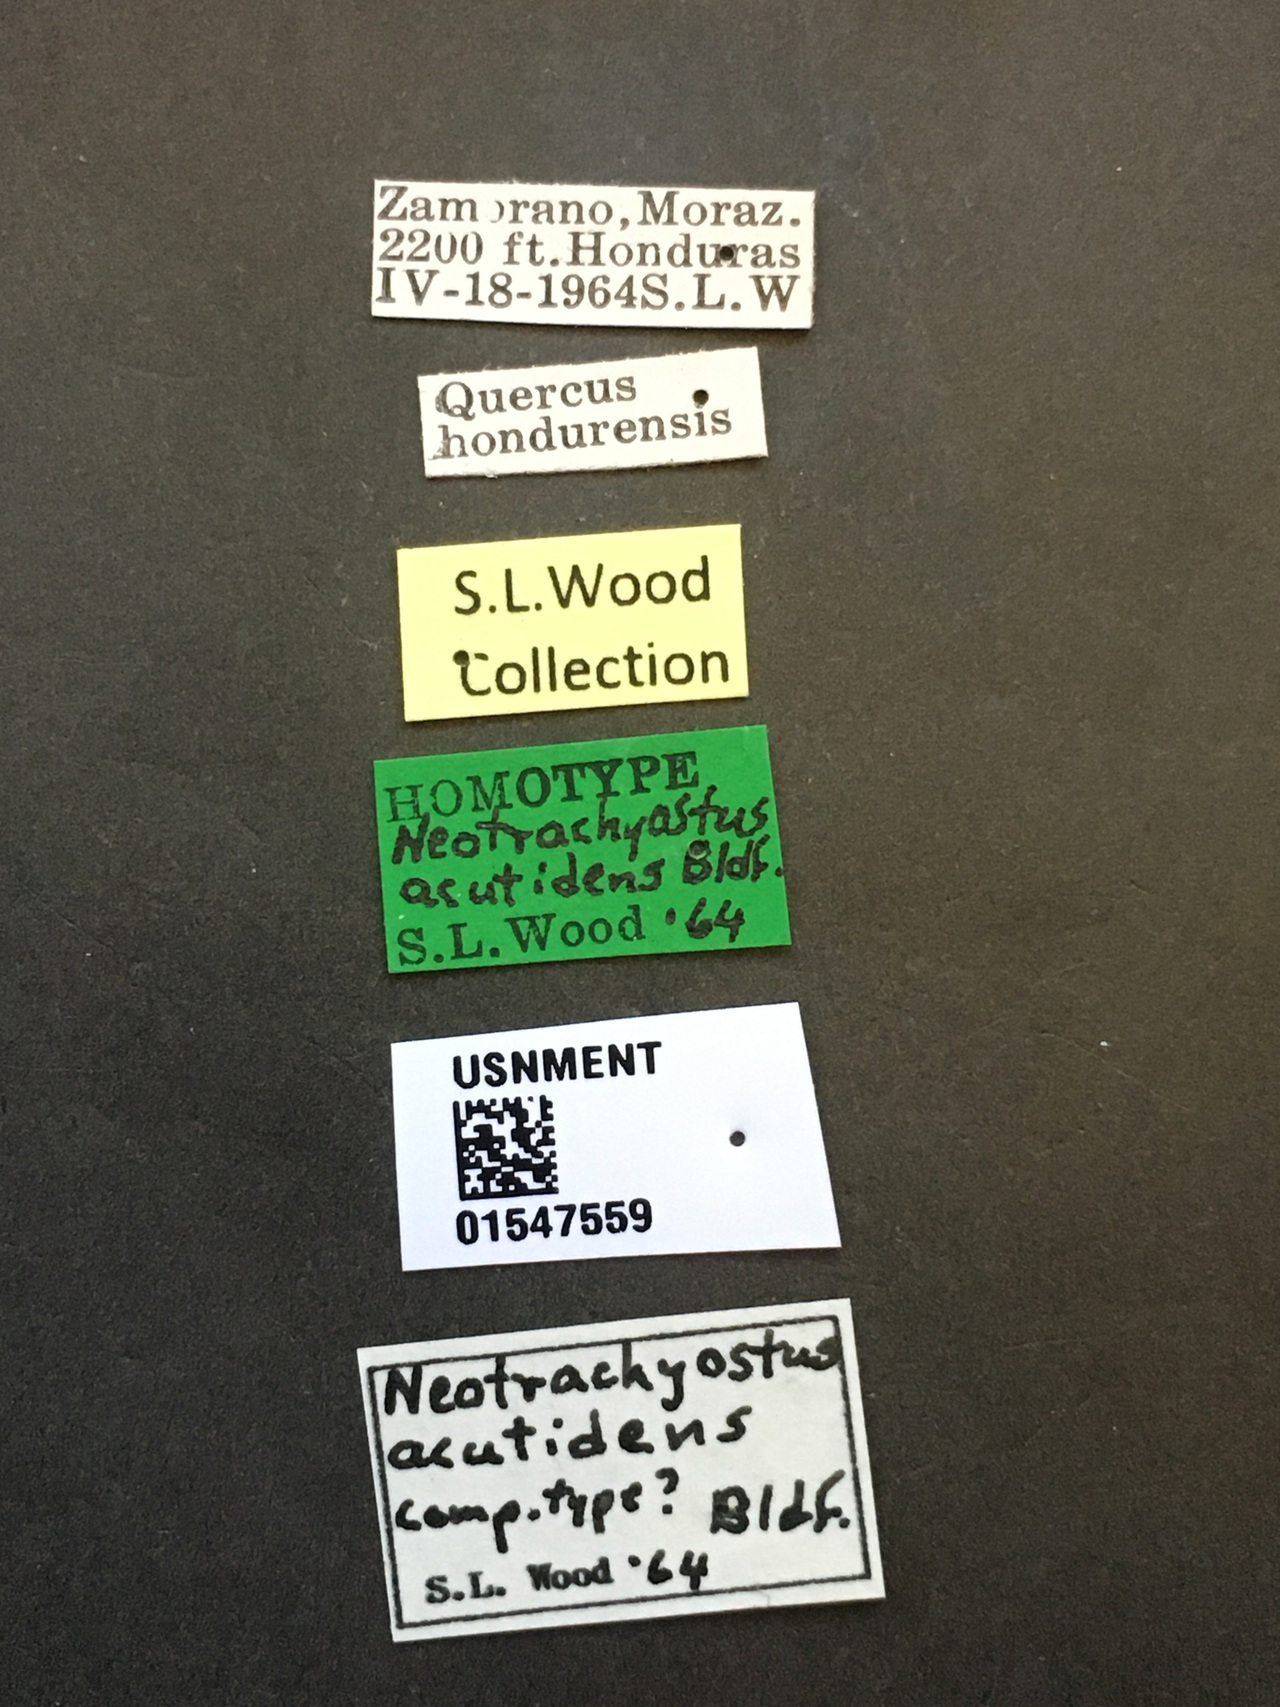 Zamorano, Moraz.
2200 ft. Honduras
IV-18-1964 S.L.W
Quercus
hondurensis
S.L.Wood
Collection
HOMOTYPE
Neotrachyostus
acutidens Bldf.
S.L.Wood '64
USNMENT
01547559
Neotrachyostus
acutidens
comp. type? Bldf.
S.L. Wood '64